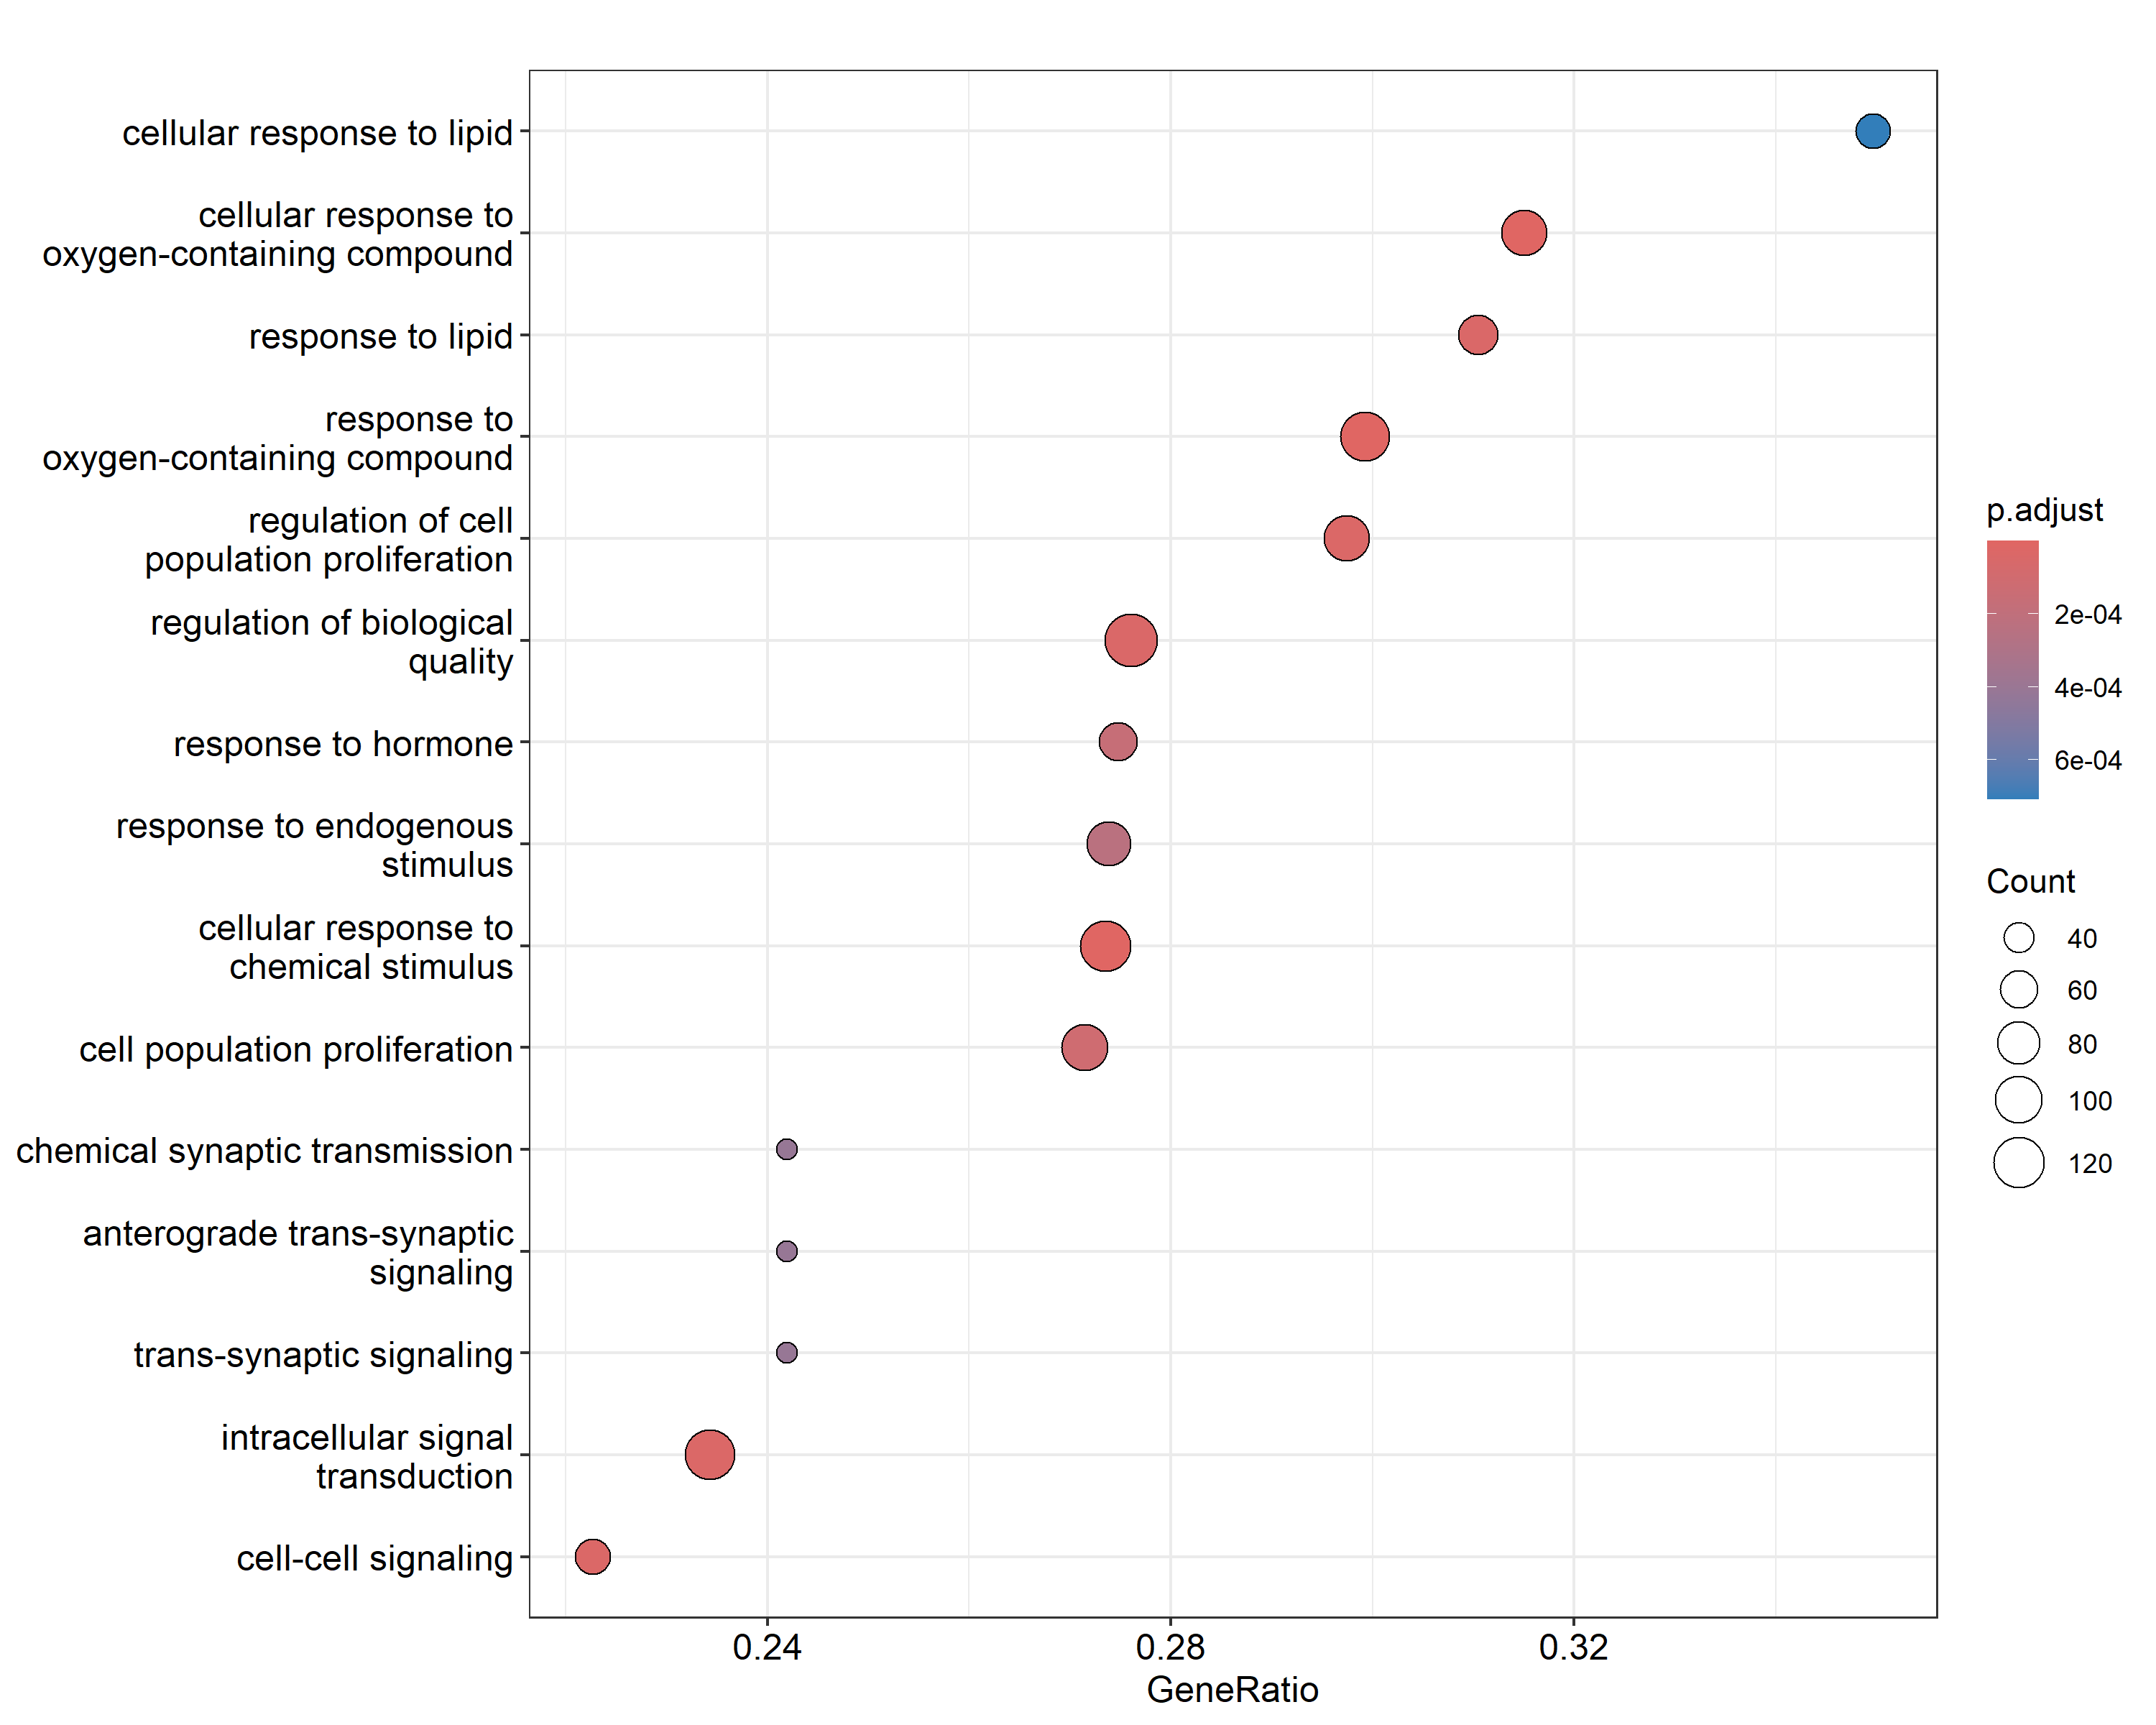 cellular response to lipid
cellular response to
oxygen-containing compound
response to lipid
response to
oxygen-containing compound
regulation of cell
population proliferation
regulation of biological
quality
response to hormone
response to endogenous
stimulus
cellular response to
chemical stimulus
cell population proliferation
chemical synaptic transmission
anterograde trans-synaptic
signaling
trans-synaptic signaling
intracellular signal
transduction
cell-cell signaling
0.24
0.28
0.32
GeneRatio
p.adjust
2e-04
4e-04
6e-04
Count
40
60
80
100
120